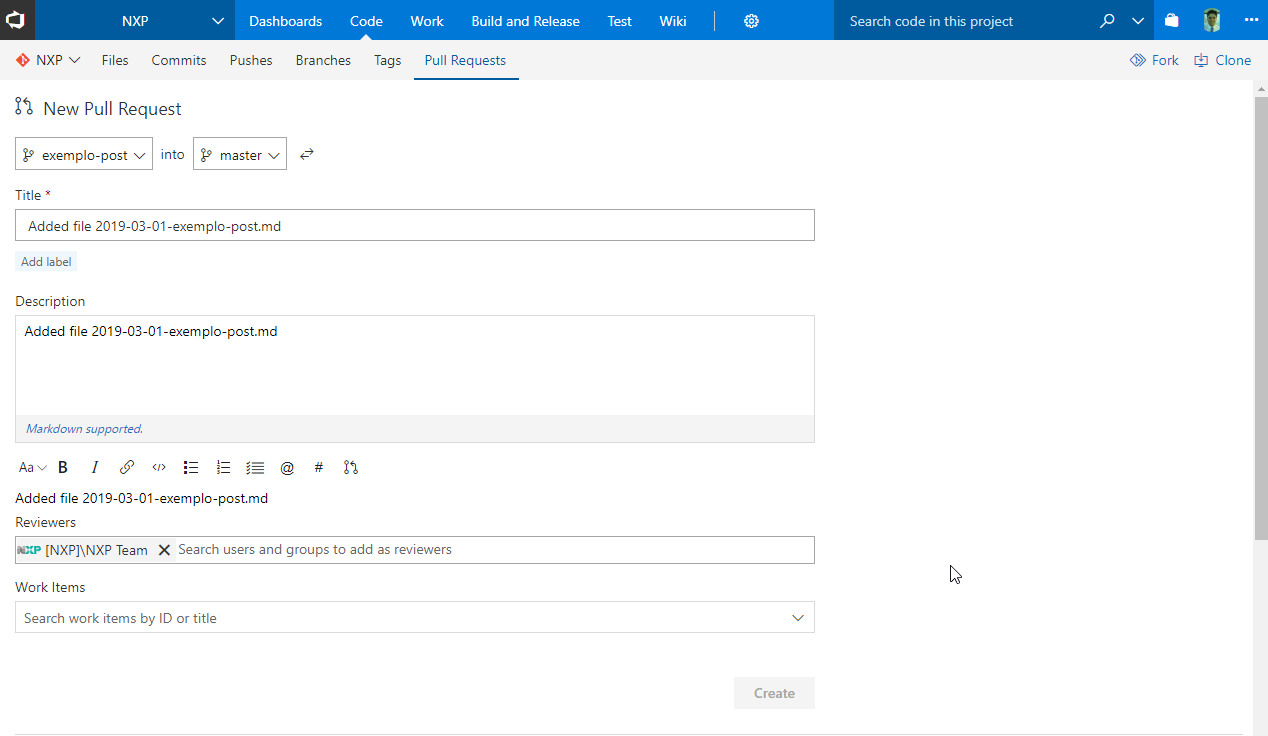 NXP Dashboards Code Work Build and Release Test Wiki Search code in this project
NXP Files Commits Pushes Branches Tags Pull Requests Fork Clone
New Pull Request
exemplo-post into master
Title *
Added file 2019-03-01-exemplo-post.md
Add label
Description
Added file 2019-03-01-exemplo-post.md
Markdown supported.
Aa B I </> @ #
Added file 2019-03-01-exemplo-post.md
Reviewers
NXP [NXP]\NXP Team Search users and groups to add as reviewers
Work Items
Search work items by ID or title
Create